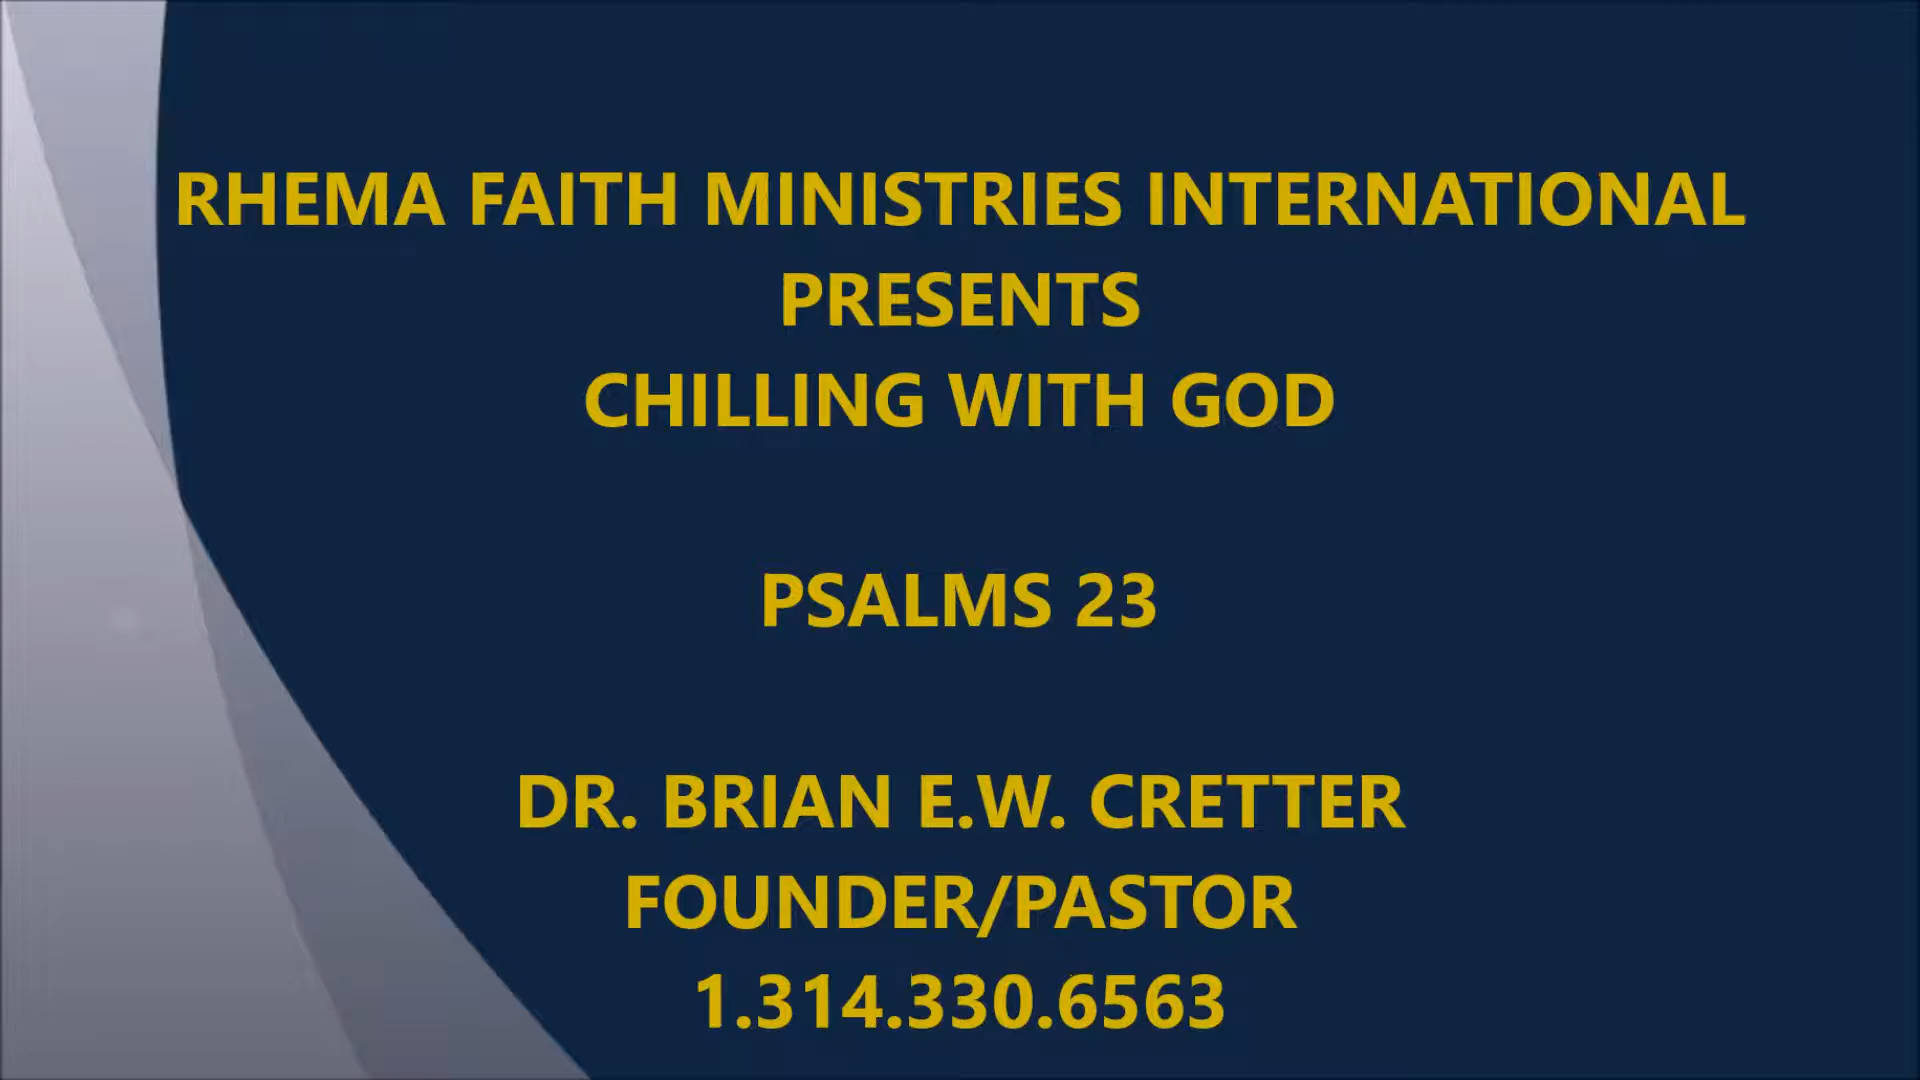 RHEMA FAITH MINISTRIES INTERNATIONAL
PRESENTS
CHILLING WITH GOD
PSALMS 23
DR. BRIAN E.W. CRETTER
FOUNDER/PASTOR
1.314.330.6563